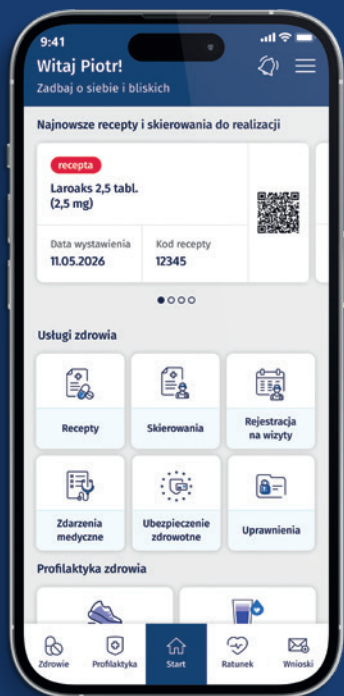 9:41
Witaj Piotr!
Zadbaj o siebie i bliskich
Najnowsze recepty i skierowania do realizacji
recepta
Laroaks 2,5 tabl.
(2,5 mg)
Data wystawienia
11.05.2026
Kod recepty
12345
Usługi zdrowia
Recepty
Skierowania
Rejestracja
na wizyty
Zdarzenia
medyczne
Ubezpieczenie
zdrowotne
Uprawnienia
Profilaktyka zdrowia
Zdrowie
Profilaktyka
Start
Ratunek
Wnioski